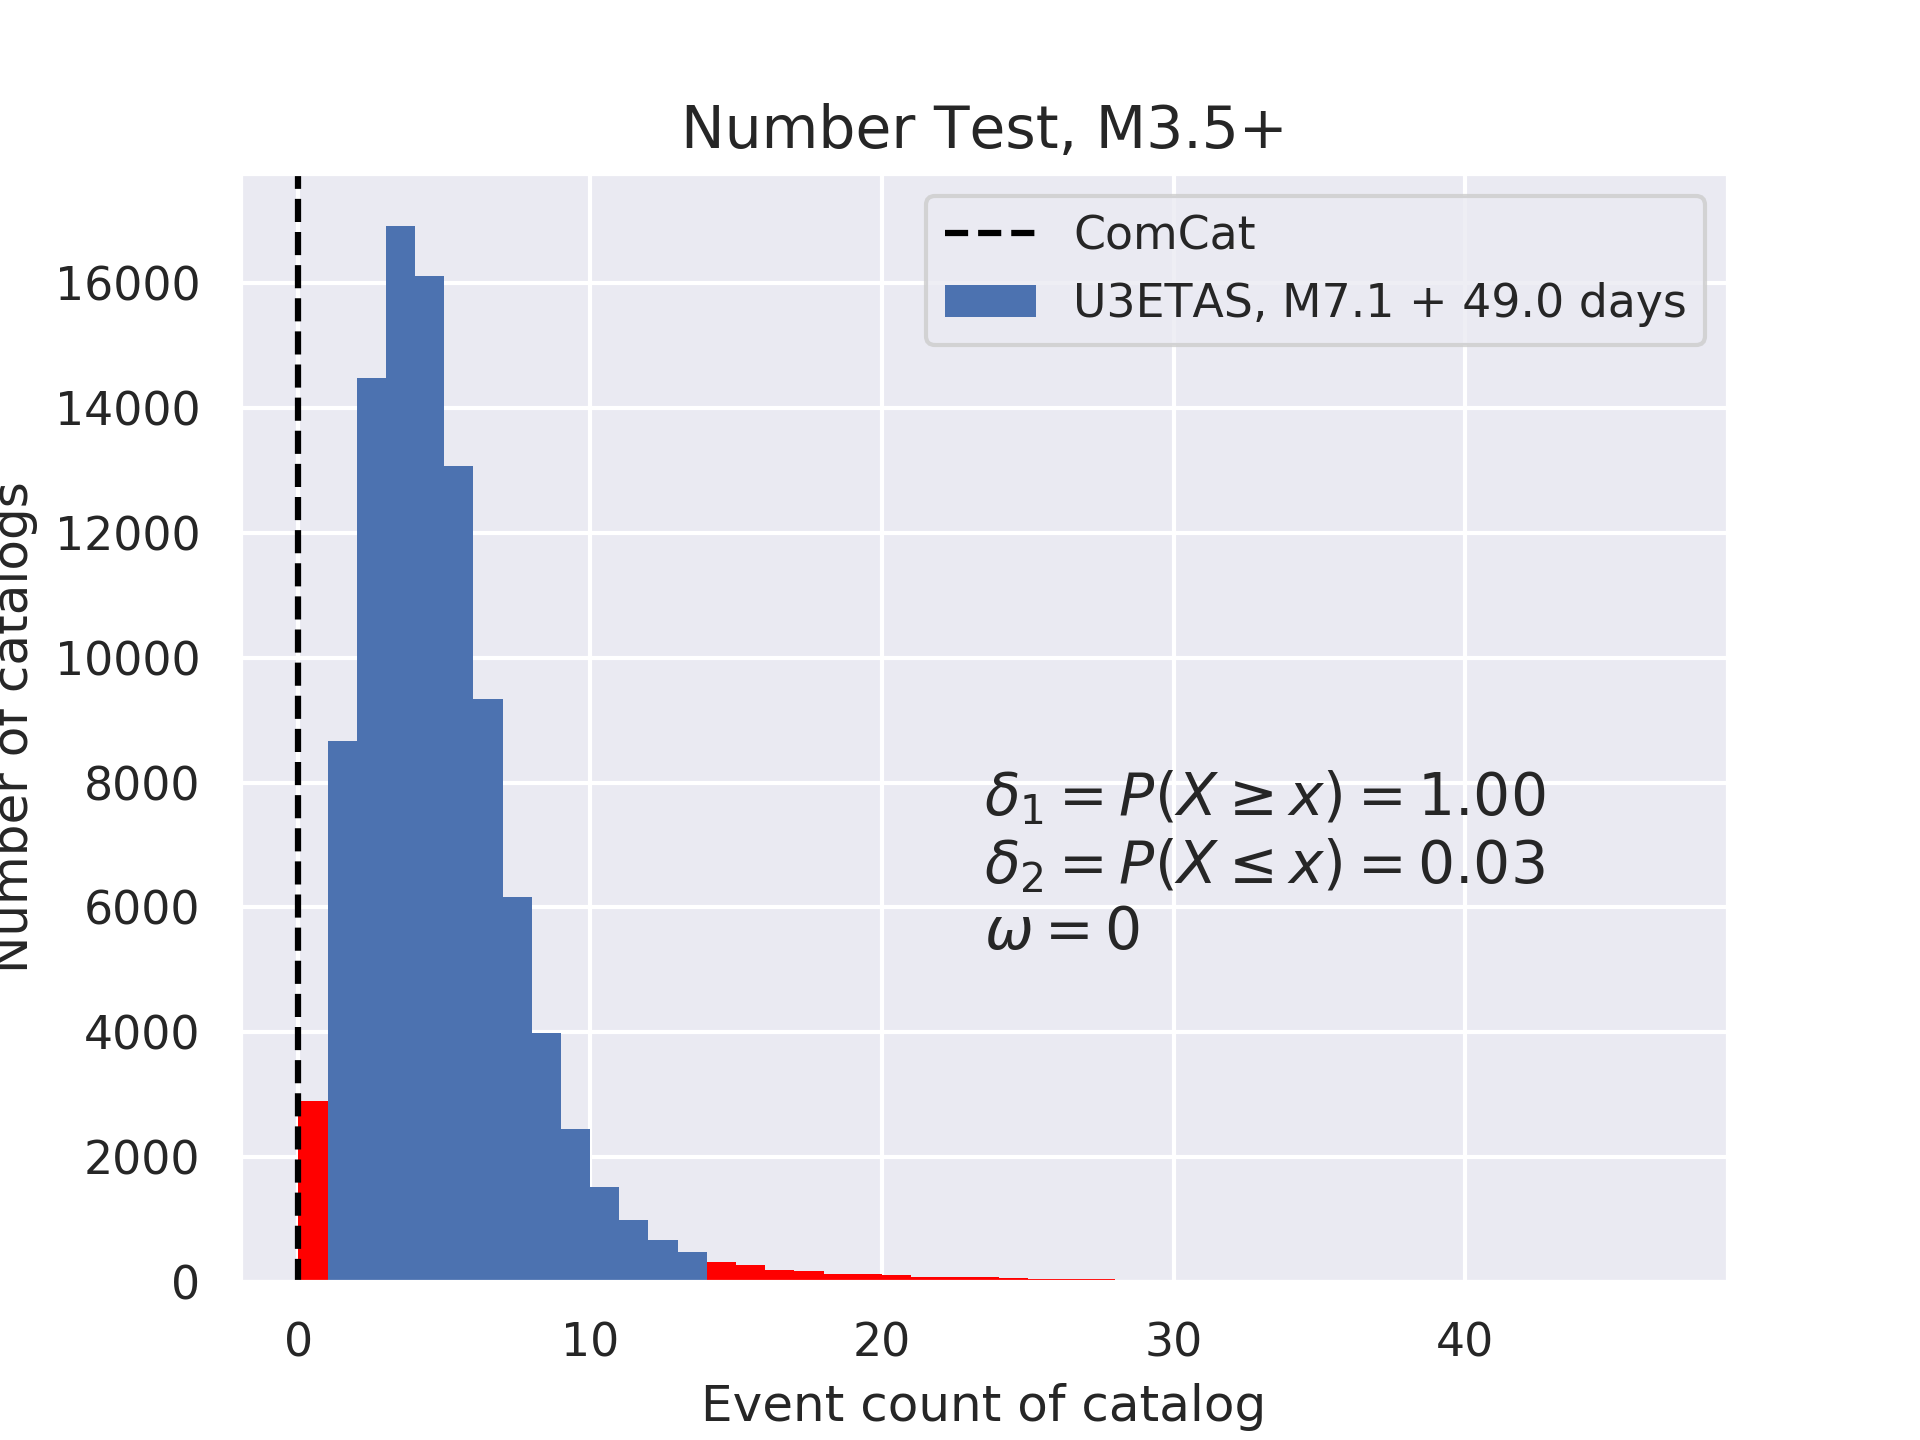 Number Test, M3.5+
ComCat
U3ETAS, M7.1 + 49.0 days
16000
14000
12000
10000
8000
6000
4000
2000
0
Number of catalogs
δ₁ = P(X ≥ x) = 1.00
δ₂ = P(X ≤ x) = 0.03
ω = 0
0 10 20 30 40
Event count of catalog